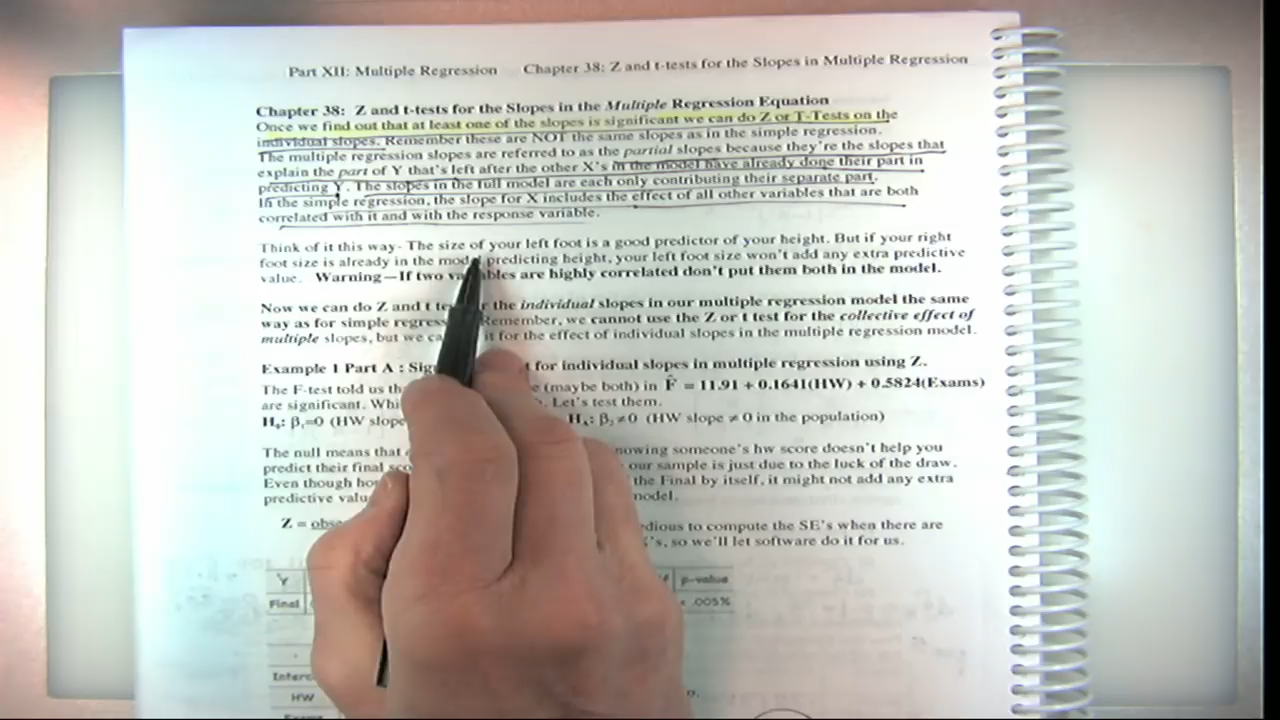 Part XII: Multiple Regression Chapter 38: Z and t-tests for the Slopes in Multiple Regression
Chapter 38: Z and t-tests for the Slopes in the Multiple Regression Equation
Once we find out that at least one of the slopes is significant we can do Z or T-Tests on the
individual slopes. Remember these are NOT the same slopes as in the simple regression.
The multiple regression slopes are referred to as the partial slopes because they're the slopes that
explain the part of Y that's left after the other X's in the model have already done their part in
predicting Y. The slopes in the full model are each only contributing their separate part.
In the simple regression, the slope for X includes the effect of all other variables that are both
correlated with it and with the response variable.
Think of it this way- The size of your left foot is a good predictor of your height. But if your right
foot size is already in the model predicting height, your left foot size won't add any extra predictive
value. Warning—If two variables are highly correlated don't put them both in the model.
Now we can do Z and t the individual slopes in our multiple regression model the same
way as for simple Remember, we cannot use the Z or t test for the collective effect of
multiple slopes, but we it for the effect of individual slopes in the multiple regression model.
Example 1 Part A : for individual slopes in multiple regression using Z.
The F-test told us (maybe both) in F̂ = 11.91 + 0.1641(HW) + 0.5824(Exams)
are significant. Let's test them.
H₀: β₁=0 (HW slope (HW slope ≠ 0 in the population)
The null means that someone's hw score doesn't help you
predict their final our sample is just due to the luck of the draw.
Even though the Final by itself, it might not add any extra
predictive
Z = to compute the SE's when there are
so we'll let software do it for us.
Y p-value
Final .005%
HW